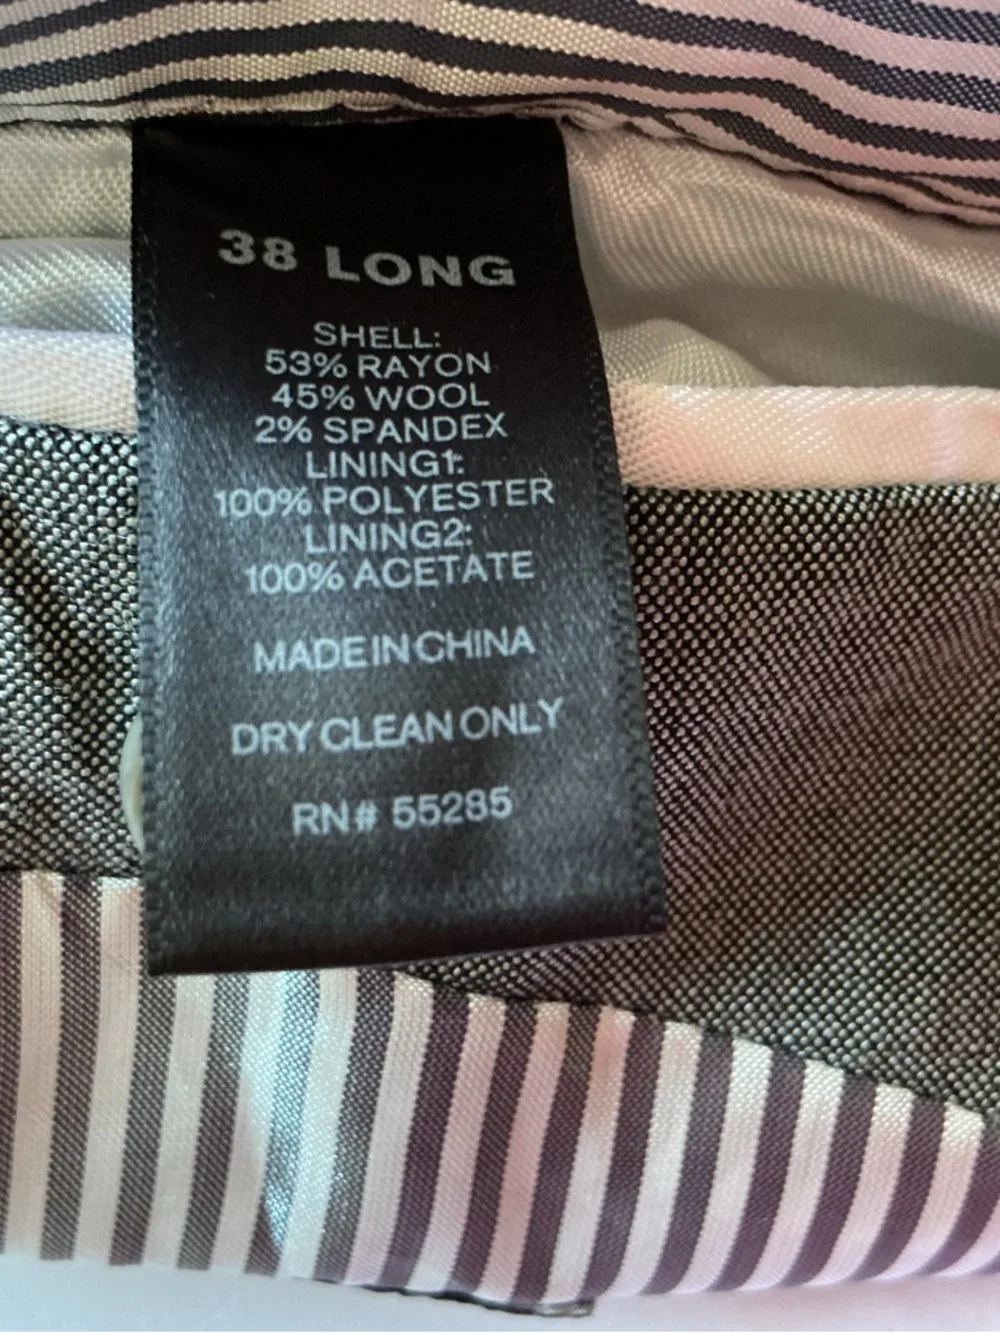 38 LONG
SHELL:
53% RAYON
45% WOOL
2% SPANDEX
LINING1:
100% POLYESTER
LINING2:
100% ACETATE
MADE IN CHINA
DRY CLEAN ONLY
RN# 55285